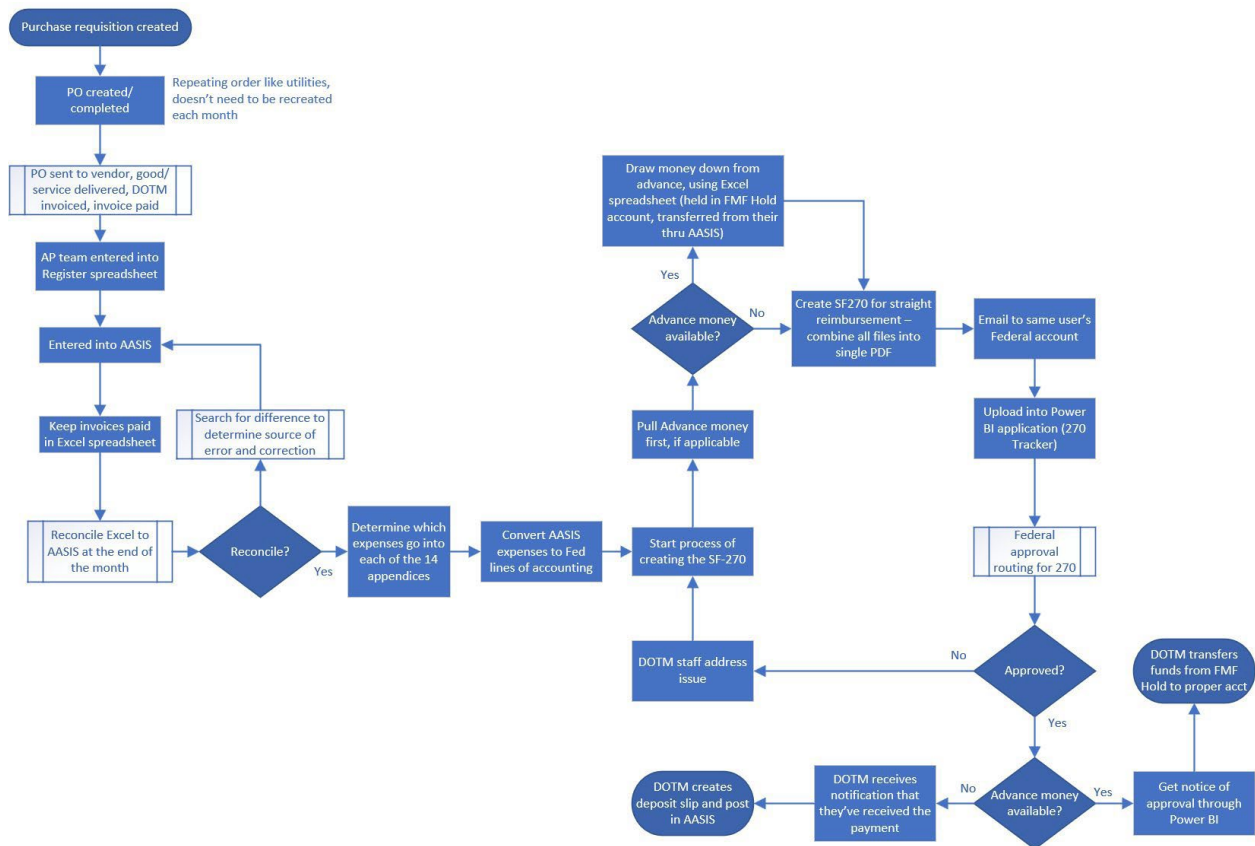 Purchase requisition created
PO created/
completed
Repeating order like utilities,
doesn't need to be recreated
each month
PO sent to vendor, good/
service delivered, DOTM
invoiced, invoice paid
AP team entered into
Register spreadsheet
Entered into AASIS
Keep invoices paid
in Excel spreadsheet
Search for difference to
determine source of
error and correction
Reconcile Excel to
AASIS at the end of
the month
Reconcile?
Yes
Determine which
expenses go into
each of the 14
appendices
Convert AASIS
expenses to Fed
lines of accounting
Start process of
creating the SF-270
Pull Advance money
first, if applicable
Advance money
available?
Yes
No
Draw money down from
advance, using Excel
spreadsheet (held in FMF Hold
account, transferred from their
thru AASIS)
Create SF270 for straight
reimbursement –
combine all files into
single PDF
Email to same user's
Federal account
Upload into Power
BI application (270
Tracker)
Federal
approval
routing for 270
Approved?
No
DOTM staff address
issue
Yes
Advance money
available?
No
DOTM receives
notification that
they've received the
payment
DOTM creates
deposit slip and post
in AASIS
Yes
Get notice of
approval through
Power BI
DOTM transfers
funds from FMF
Hold to proper acct